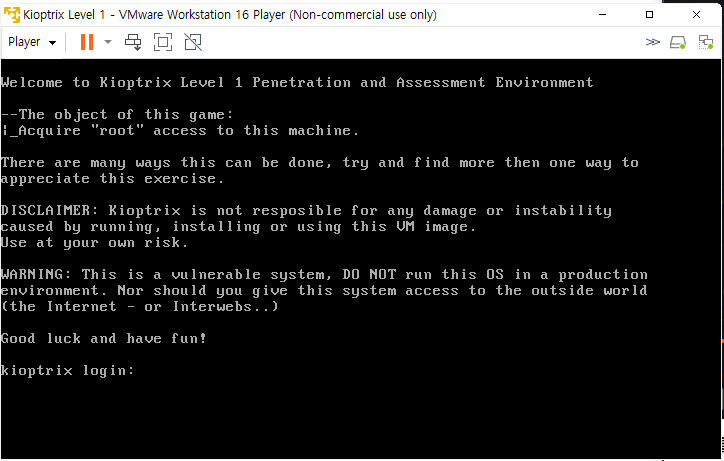 Kioptrix Level 1 - VMware Workstation 16 Player (Non-commercial use only)
Player
Welcome to Kioptrix Level 1 Penetration and Assessment Environment
--The object of this game:
|_Acquire "root" access to this machine.
There are many ways this can be done, try and find more then one way to
appreciate this exercise.
DISCLAIMER: Kioptrix is not resposible for any damage or instability
caused by running, installing or using this VM image.
Use at your own risk.
WARNING: This is a vulnerable system, DO NOT run this OS in a production
environment. Nor should you give this system access to the outside world
(the Internet - or Interwebs..)
Good luck and have fun!
kioptrix login: